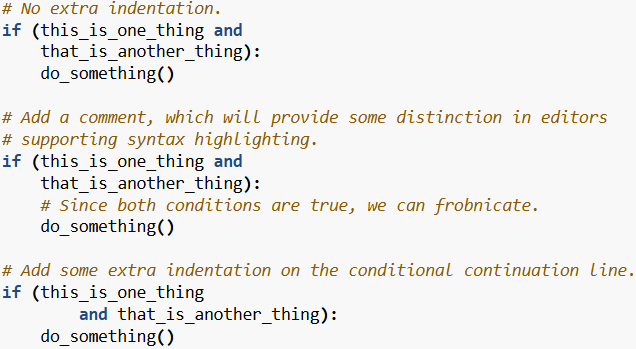 # No extra indentation.
if (this_is_one_thing and
    that_is_another_thing):
    do_something()

# Add a comment, which will provide some distinction in editors
# supporting syntax highlighting.
if (this_is_one_thing and
    that_is_another_thing):
    # Since both conditions are true, we can frobnicate.
    do_something()

# Add some extra indentation on the conditional continuation line.
if (this_is_one_thing
        and that_is_another_thing):
    do_something()